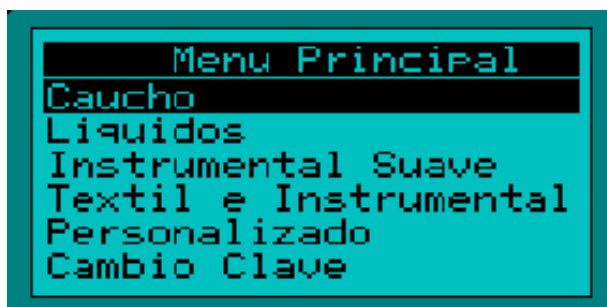 Menu Principal
Caucho
Liquidos
Instrumental Suave
Textil e Instrumental
Personalizado
Cambio Clave